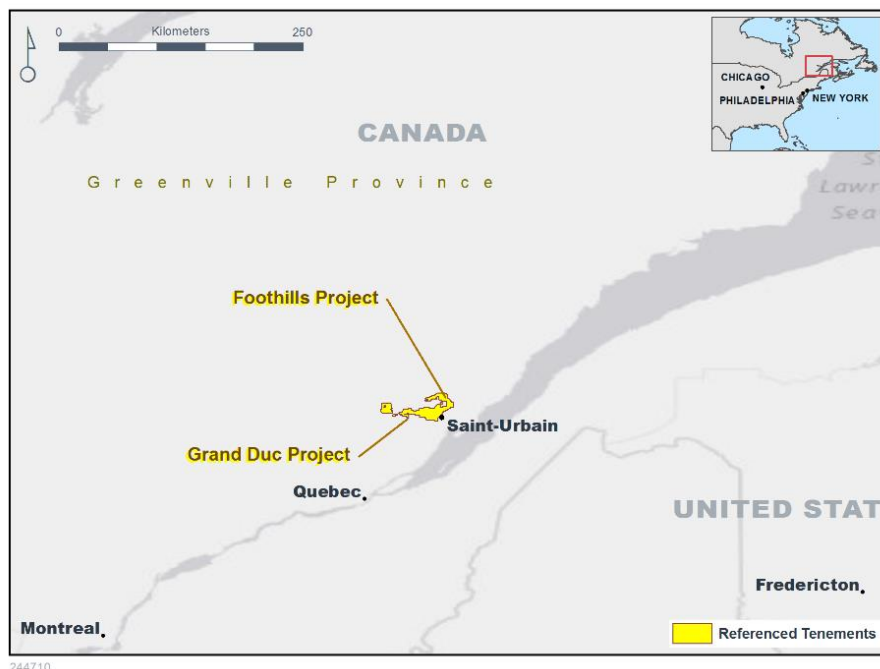 0 Kilometers 250
CHICAGO
PHILADELPHIA
NEW YORK
CANADA
Greenville Province
Lawr
Sea
Foothills Project
Saint-Urbain
Grand Duc Project
Quebec
UNITED STAT
Fredericton
Montreal
Referenced Tenements
244710